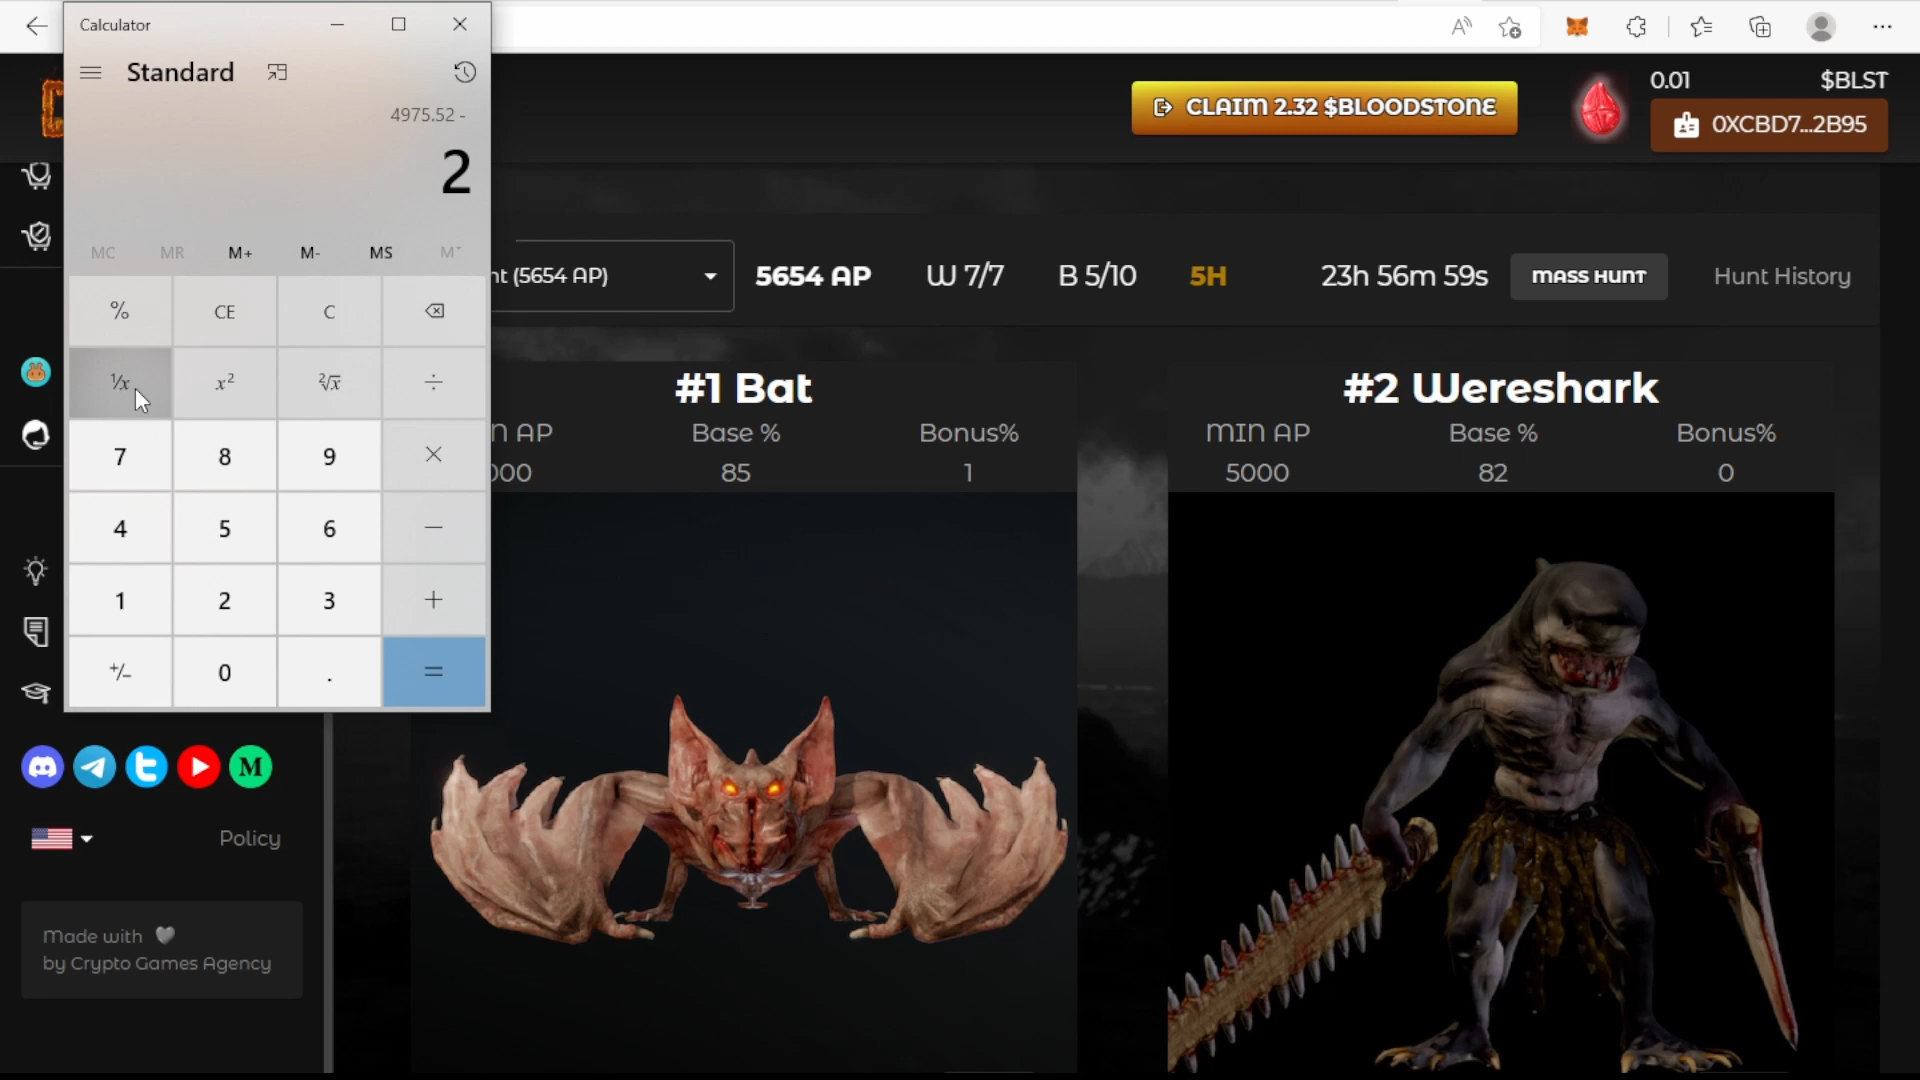 Calculator
Standard
4975.52 -
2
MC MR M+ M- MS M˅
% CE C
¹/x x² ²√x ÷
7 8 9 ×
4 5 6 −
1 2 3 +
+/− 0 . =
CLAIM 2.32 $BLOODSTONE
0.01 $BLST
0XCBD7...2B95
nt (5654 AP)
5654 AP W 7/7 B 5/10 5H 23h 56m 59s MASS HUNT Hunt History
#1 Bat
N AP Base % Bonus%
000 85 1
#2 Wereshark
MIN AP Base % Bonus%
5000 82 0
M
Policy
Made with
by Crypto Games Agency